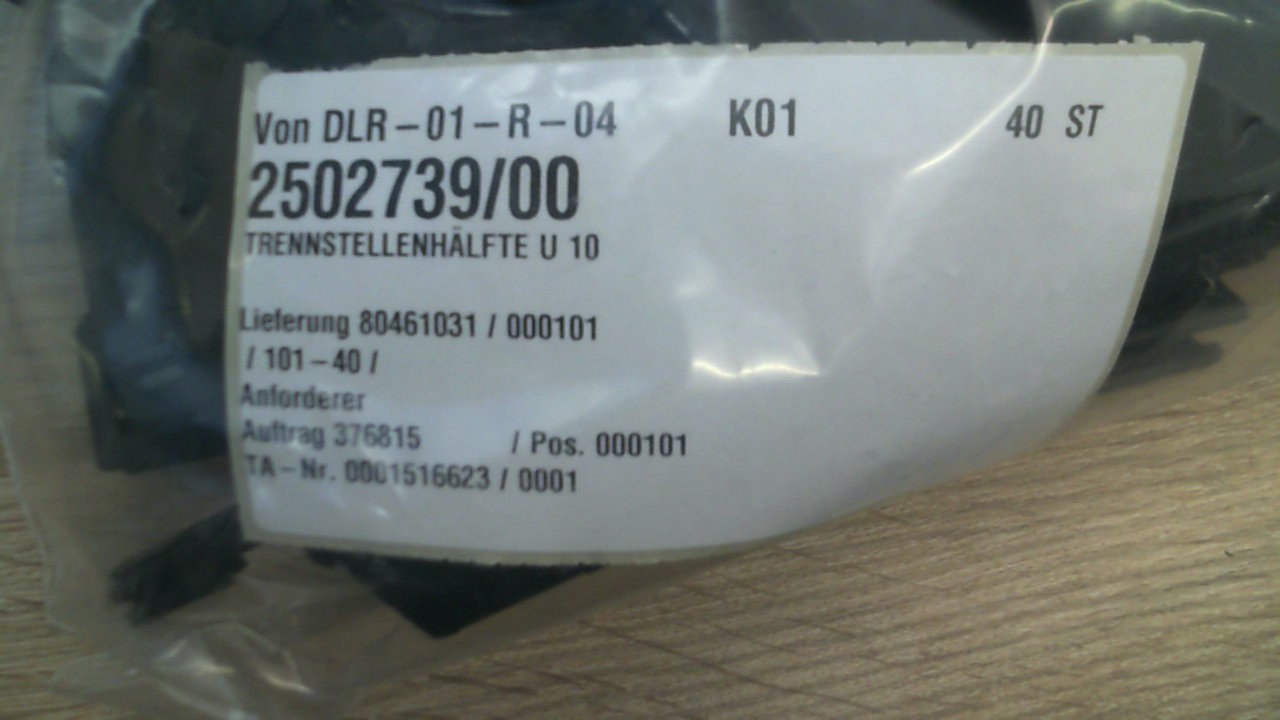 Von DLR – 01 – R – 04 K01 40 ST
2502739/00
TRENNSTELLENHÄLFTE U 10
Lieferung 80461031 / 000101
/ 101 – 40 /
Anforderer
Auftrag 376815 / Pos. 000101
TA – Nr. 0001516623 / 0001